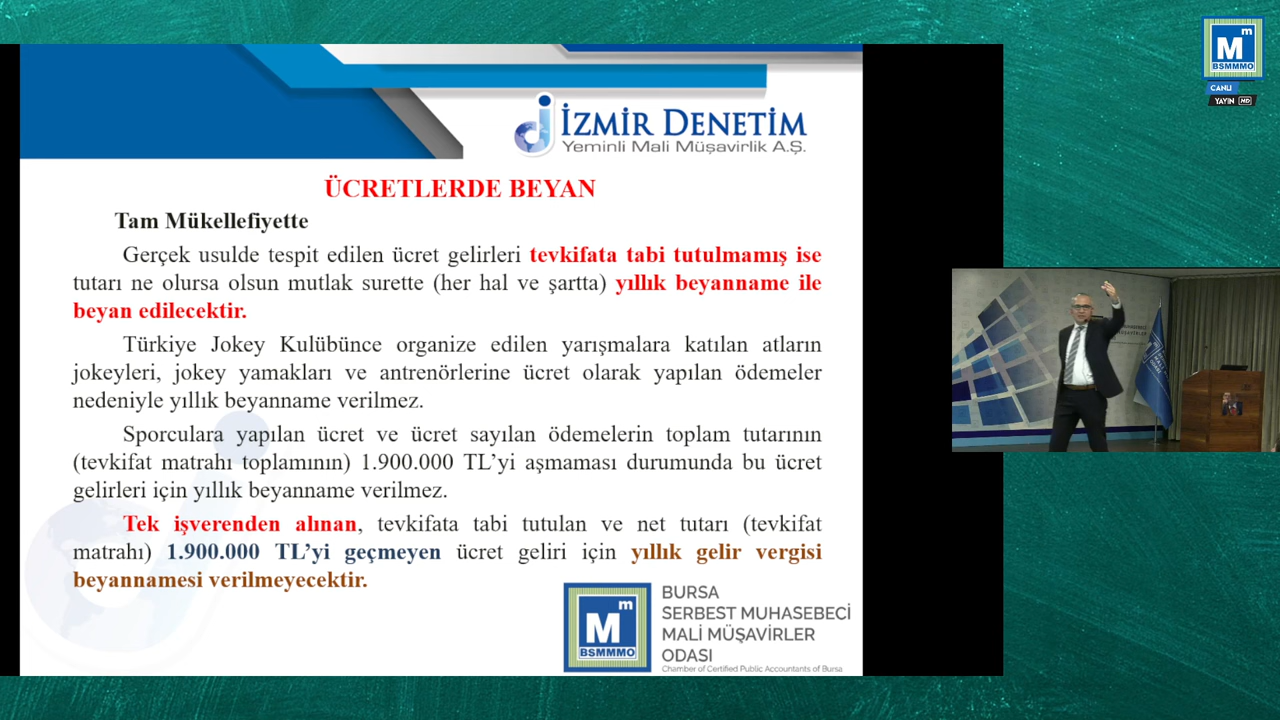 İZMİR DENETİM
Yeminli Mali Müşavirlik A.Ş.
ÜCRETLERDE BEYAN
Tam Mükellefiyette
Gerçek usulde tespit edilen ücret gelirleri tevkifata tabi tutulmamış ise
tutarı ne olursa olsun mutlak surette (her hal ve şartta) yıllık beyanname ile
beyan edilecektir.
Türkiye Jokey Kulübünce organize edilen yarışmalara katılan atların
jokeyleri, jokey yamakları ve antrenörlerine ücret olarak yapılan ödemeler
nedeniyle yıllık beyanname verilmez.
Sporculara yapılan ücret ve ücret sayılan ödemelerin toplam tutarının
(tevkifat matrahı toplamının) 1.900.000 TL’yi aşmaması durumunda bu ücret
gelirleri için yıllık beyanname verilmez.
Tek işverenden alınan, tevkifata tabi tutulan ve net tutarı (tevkifat
matrahı) 1.900.000 TL’yi geçmeyen ücret geliri için yıllık gelir vergisi
beyannamesi verilmeyecektir.
Mm
BSMMMO
BURSA
SERBEST MUHASEBECİ
MALİ MÜŞAVİRLER
ODASI
Chamber of Certified Public Accountants of Bursa
Mm
BSMMMO
CANLI
YAYIN HD